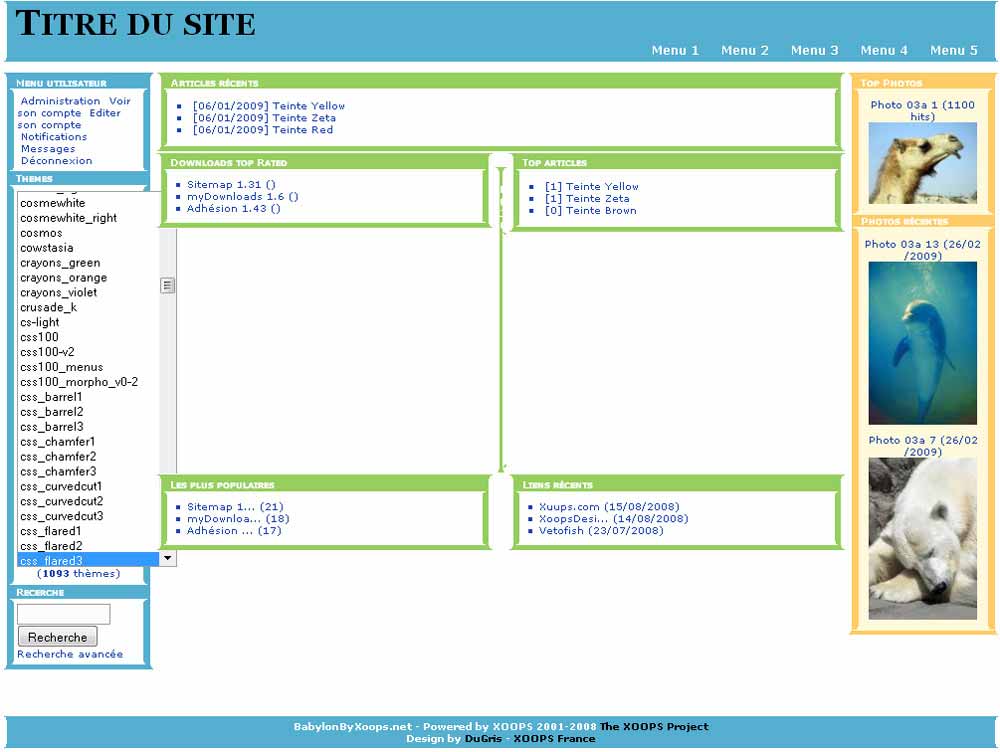 Titre du site
Menu 1 Menu 2 Menu 3 Menu 4 Menu 5
Menu utilisateur
Administration Voir
son compte Editer
son compte
Notifications
Messages
Déconnexion
Themes
cosmewhite
cosmewhite_right
cosmos
cowstasia
crayons_green
crayons_orange
crayons_violet
crusade_k
cs-light
css100
css100-v2
css100_menus
css100_morpho_v0-2
css_barrel1
css_barrel2
css_barrel3
css_chamfer1
css_chamfer2
css_chamfer3
css_curvedcut1
css_curvedcut2
css_curvedcut3
css_flared1
css_flared2
css_flared3
(1093 thèmes)
Recerche
Recherche
Recherche avancée
Articles récents
[06/01/2009] Teinte Yellow
[06/01/2009] Teinte Zeta
[06/01/2009] Teinte Red
Downloads top Rated
Sitemap 1.31 ()
myDownloads 1.6 ()
Adhésion 1.43 ()
Top articles
[1] Teinte Yellow
[1] Teinte Zeta
[0] Teinte Brown
Les plus populaires
Sitemap 1... (21)
myDownloa... (18)
Adhésion ... (17)
Liens récents
Xuups.com (15/08/2008)
XoopsDesi... (14/08/2008)
Vetofish (23/07/2008)
Top Photos
Photo 03a 1 (1100
hits)
Photos récentes
Photo 03a 13 (26/02
/2009)
Photo 03a 7 (26/02
/2009)
BabylonByXoops.net - Powered by XOOPS 2001-2008 The XOOPS Project
Design by DuGris - XOOPS France